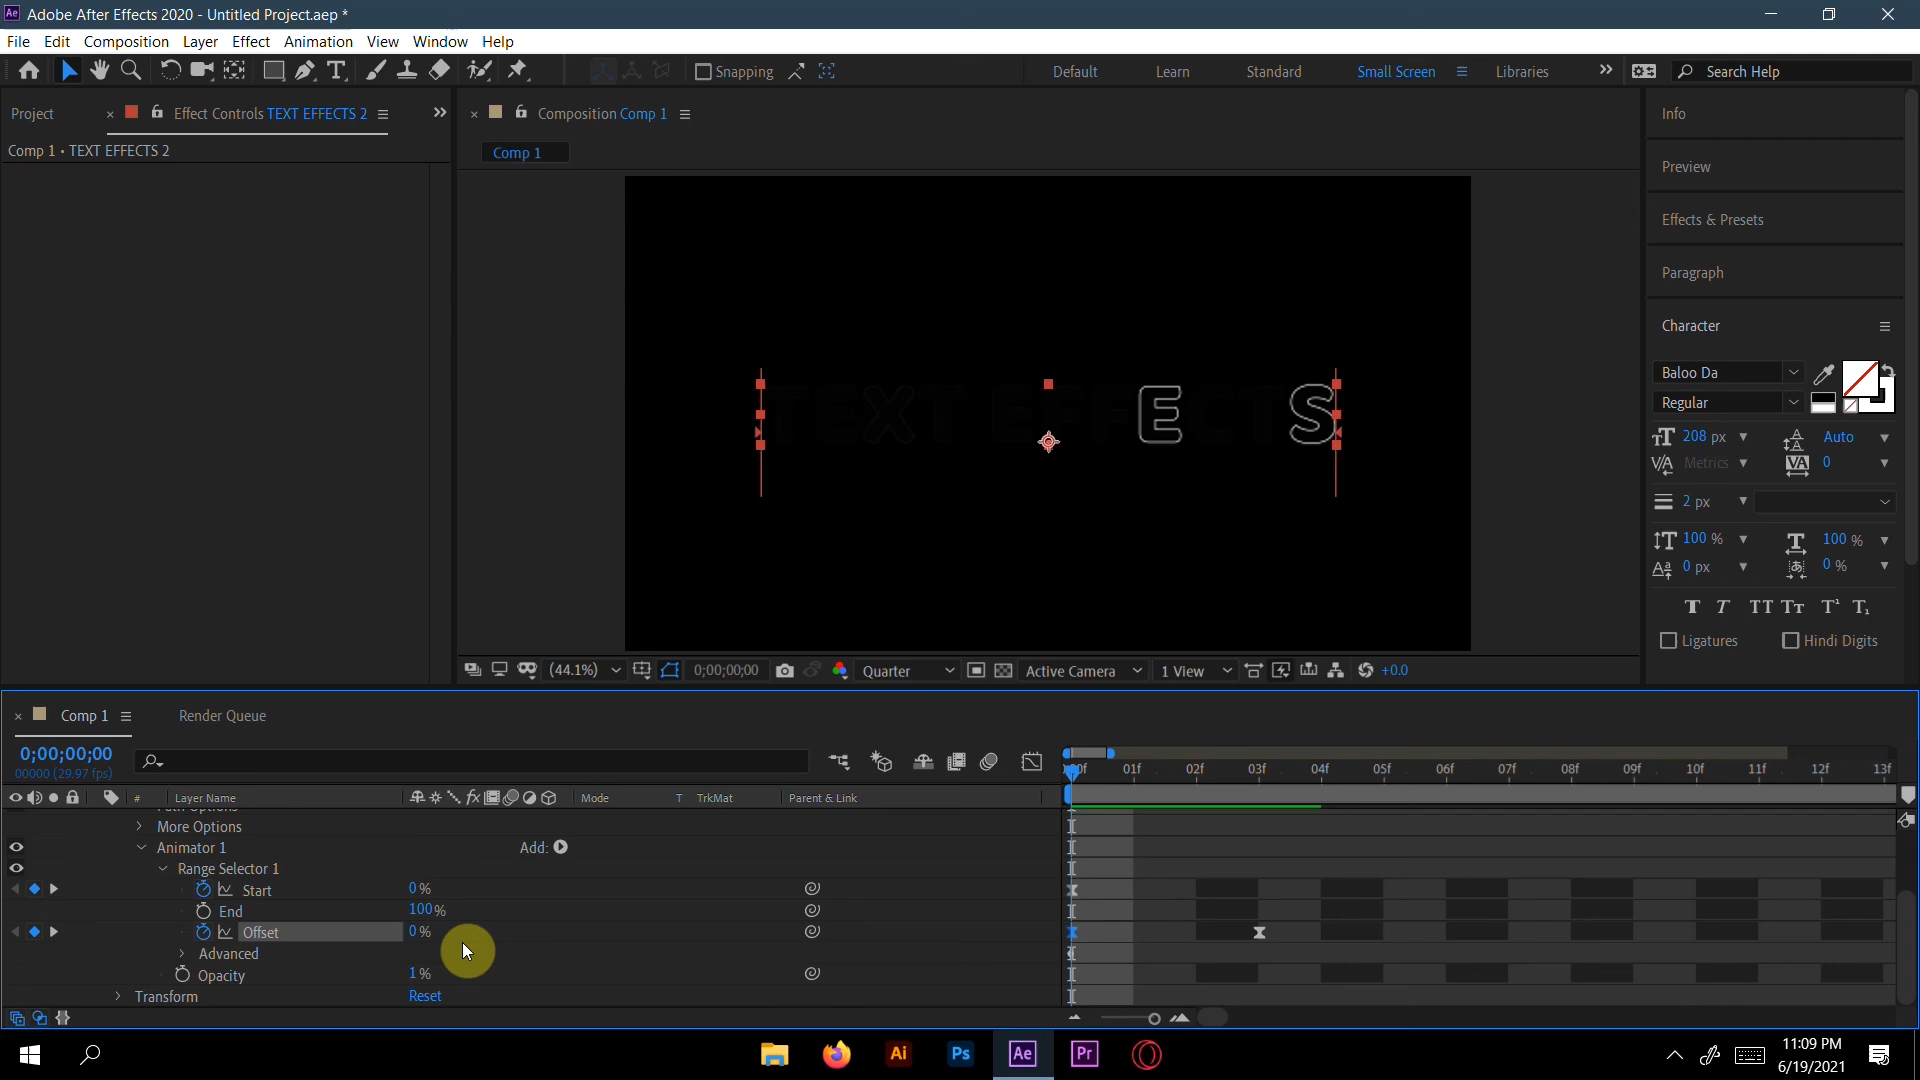 Ae Adobe After Effects 2020 - Untitled Project.aep *
File Edit Composition Layer Effect Animation View Window Help
Snapping Default Learn Standard Small Screen Libraries Search Help
Project Effect Controls TEXT EFFECTS 2 Composition Comp 1
Comp 1 • TEXT EFFECTS 2
Comp 1
TEXT EFFECTS
Info
Preview
Effects & Presets
Paragraph
Character
Baloo Da
Regular
208 px Auto
Metrics 0
2 px
100 % 100 %
0 px 0 %
Ligatures Hindi Digits
(44.1%) 0;00;00;00 Quarter Active Camera 1 View +0.0
Comp 1 Render Queue
0;00;00;00
00000 (29.97 fps)
01f 02f 03f 04f 05f 06f 07f 08f 09f 10f 11f 12f 13f
# Layer Name Mode T TrkMat Parent & Link
More Options
Animator 1 Add:
Range Selector 1
Start 0 %
End 100 %
Offset 0 %
Advanced
Opacity 1 %
Transform Reset
Ai Ps Ae Pr
11:09 PM
6/19/2021